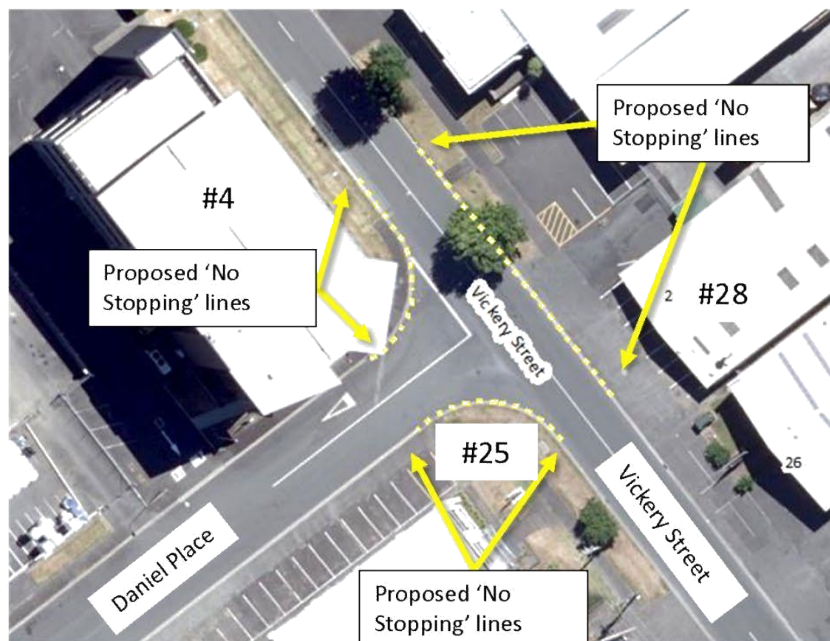 Proposed ‘No
Stopping’ lines
#4
Proposed ‘No
Stopping’ lines
2
#28
Vickery Street
#25
26
Vickery Street
Daniel Place
Proposed ‘No
Stopping’ lines